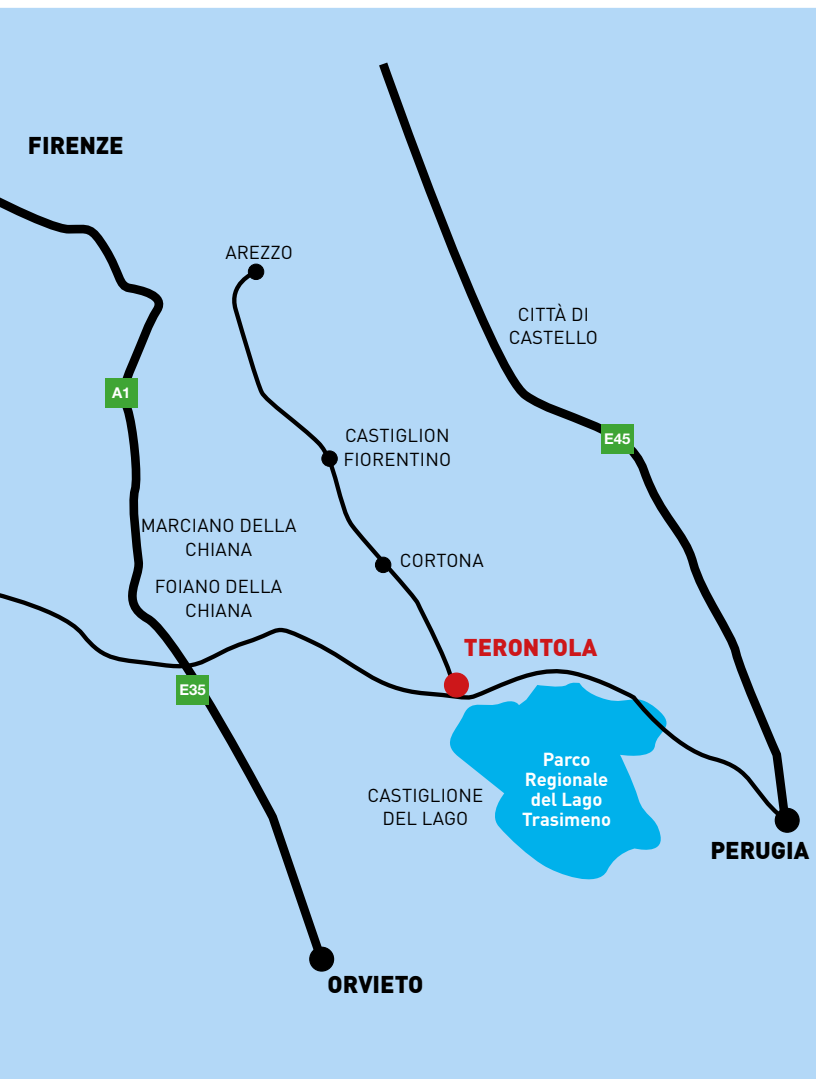 FIRENZE
AREZZO
CITTÀ DI
CASTELLO
A1
CASTIGLION
FIORENTINO
E45
MARCIANO DELLA
CHIANA
CORTONA
FOIANO DELLA
CHIANA
TERONTOLA
E35
Parco
Regionale
del Lago
Trasimeno
CASTIGLIONE
DEL LAGO
PERUGIA
ORVIETO